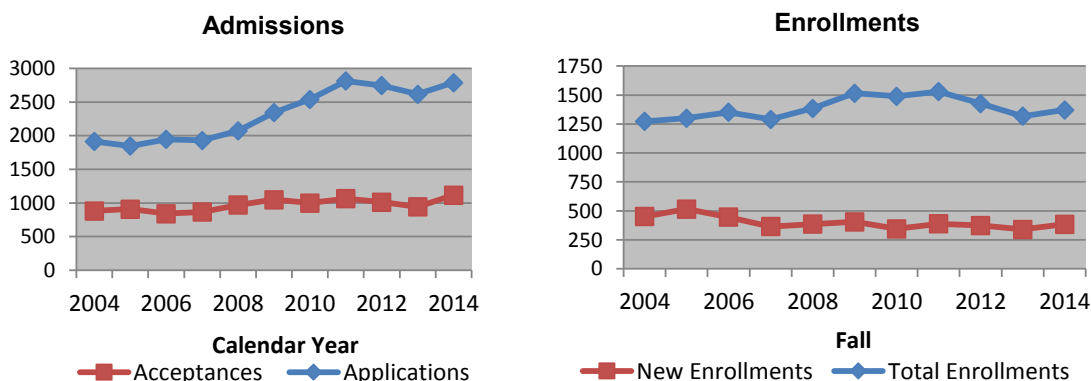 Admissions
3000
2500
2000
1500
1000
500
0
2004 2006 2008 2010 2012 2014
Calendar Year
Acceptances Applications
Enrollments
1750
1500
1250
1000
750
500
250
0
2004 2006 2008 2010 2012 2014
Fall
New Enrollments Total Enrollments